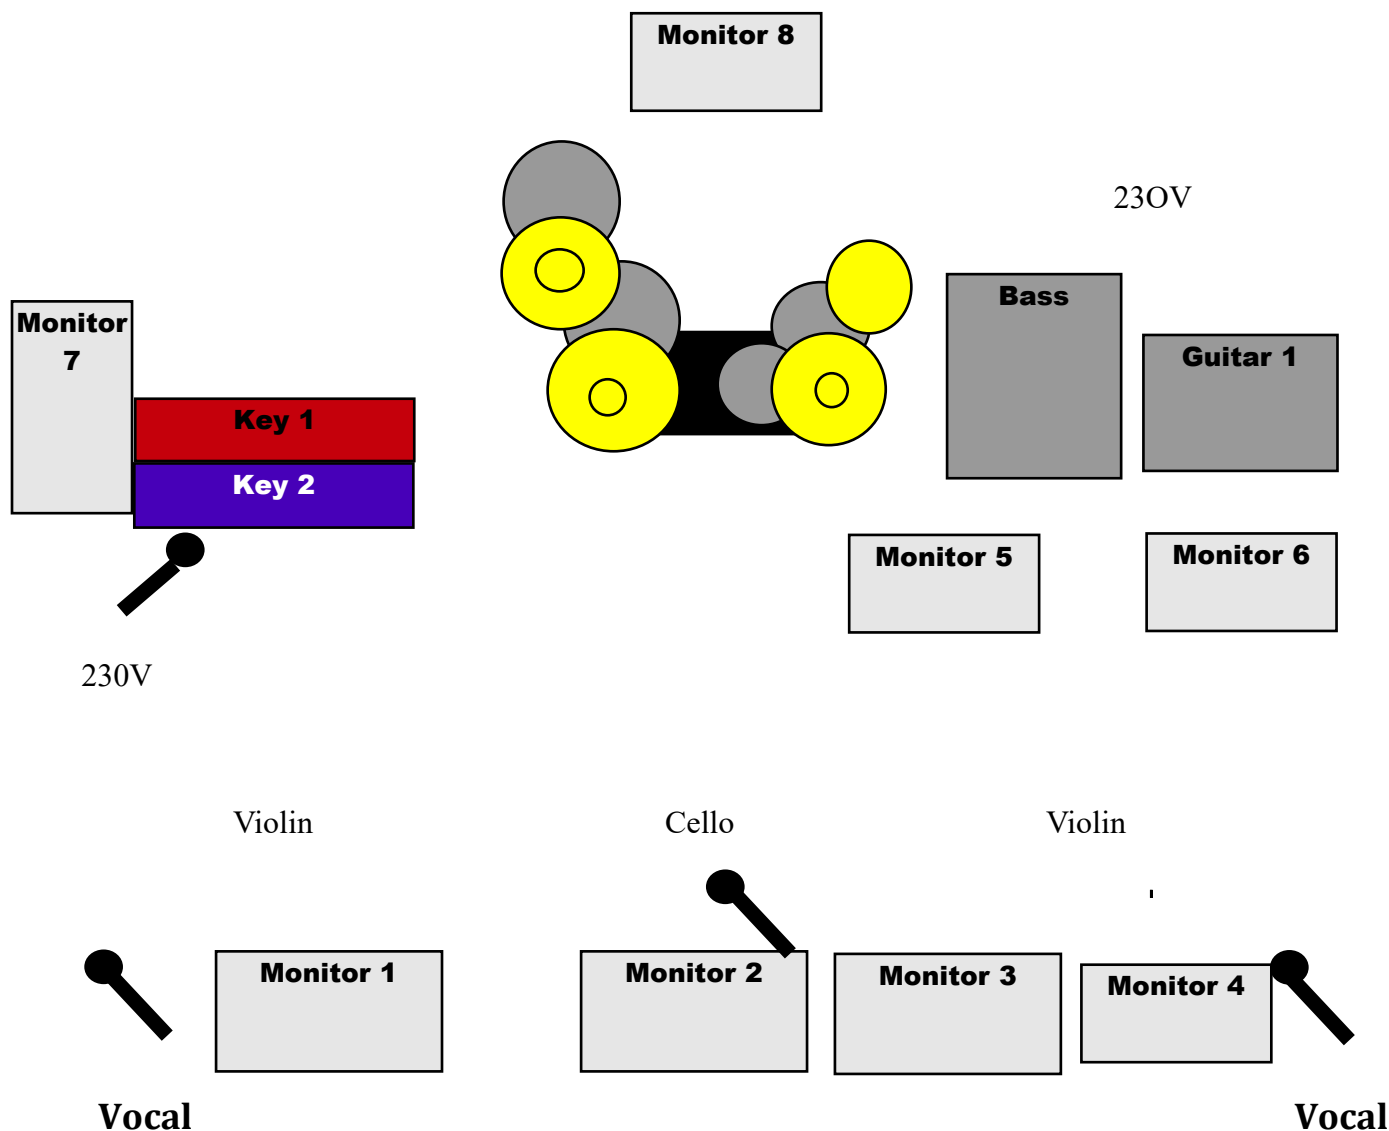 Monitor 8
23OV
Bass
Monitor
7
Guitar 1
Key 1
Key 2
Monitor 5
Monitor 6
230V
Violin
Cello
Violin
Monitor 1
Monitor 2
Monitor 3
Monitor 4
Vocal
Vocal